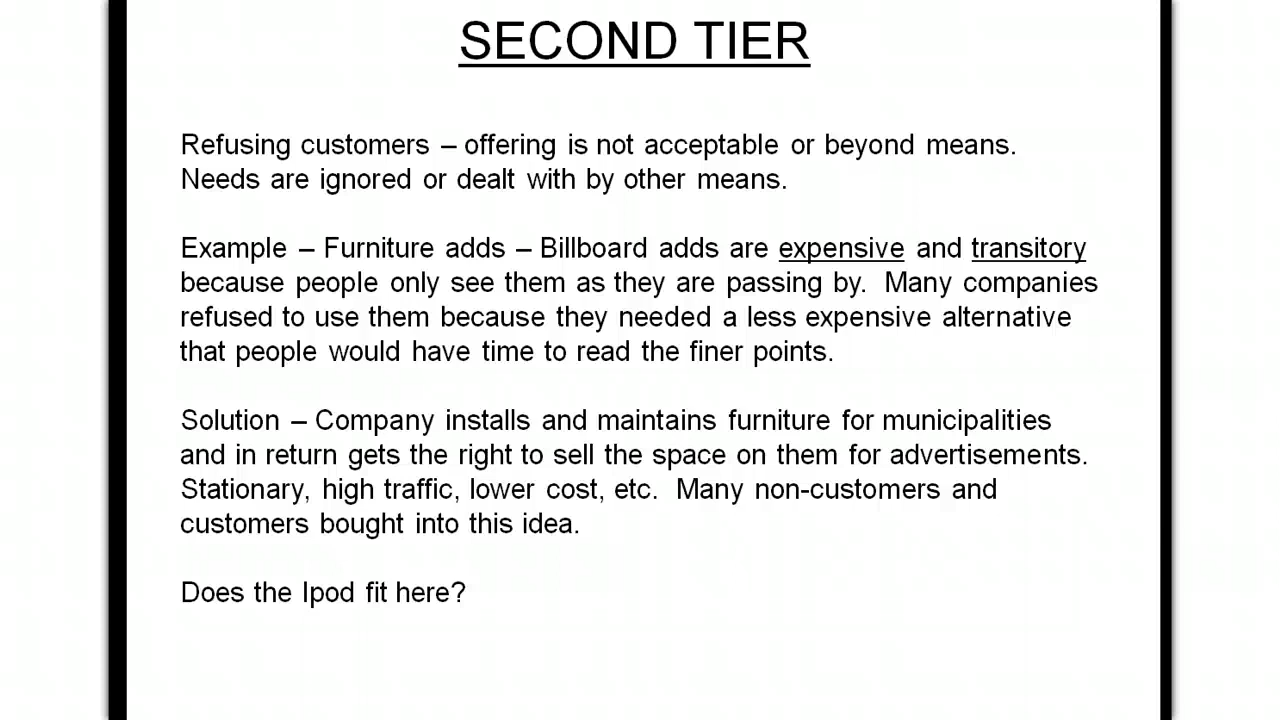 SECOND TIER
Refusing customers – offering is not acceptable or beyond means.
Needs are ignored or dealt with by other means.
Example – Furniture adds – Billboard adds are expensive and transitory
because people only see them as they are passing by.  Many companies
refused to use them because they needed a less expensive alternative
that people would have time to read the finer points.
Solution – Company installs and maintains furniture for municipalities
and in return gets the right to sell the space on them for advertisements.
Stationary, high traffic, lower cost, etc.  Many non-customers and
customers bought into this idea.
Does the Ipod fit here?